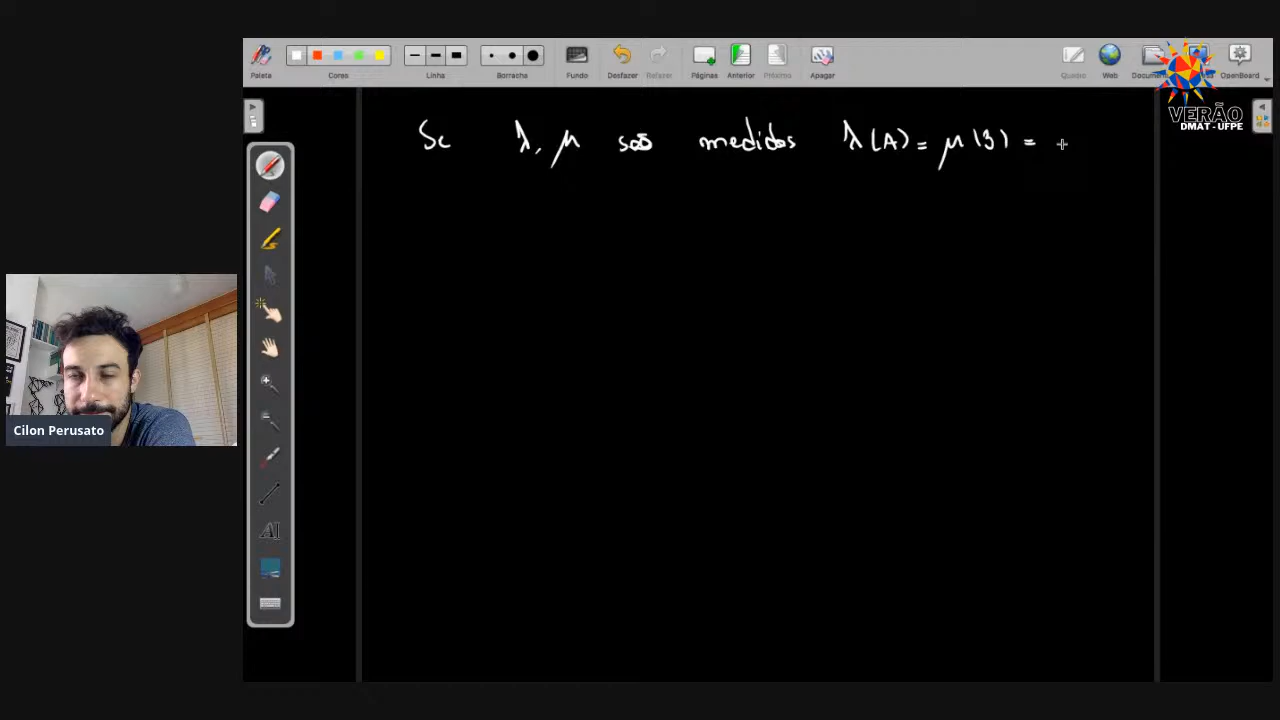 Paleta Cores Linha Borracha Fundo Desfazer Refazer Páginas Anterior Próximo Apagar Quadro Web OpenBoard
VERÃO
DMAT - UFPE
Se λ, μ são medidas λ(A) = μ(B) =
AI
Cilon Perusato